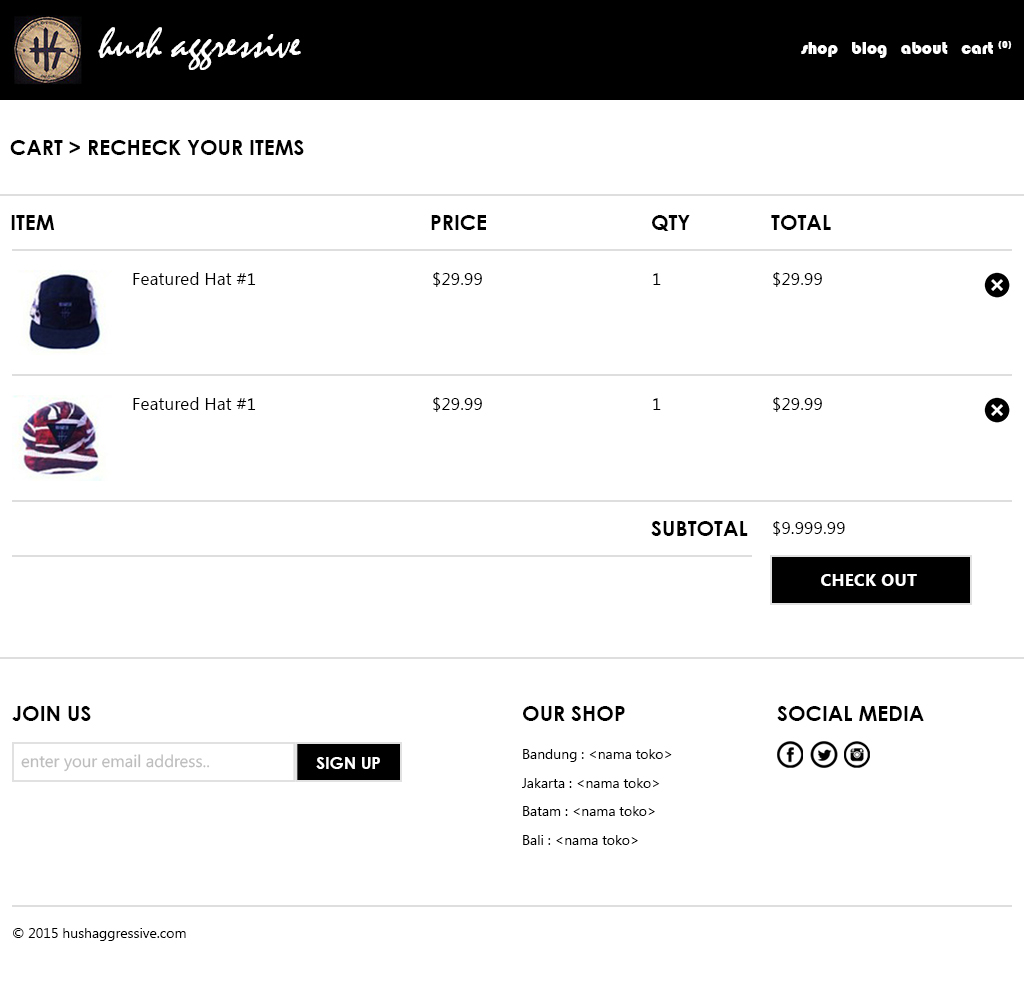 hush aggressive
shop blog about cart (0)
CART > RECHECK YOUR ITEMS
ITEM PRICE QTY TOTAL
Featured Hat #1 $29.99 1 $29.99
Featured Hat #1 $29.99 1 $29.99
SUBTOTAL $9.999.99
CHECK OUT
JOIN US
enter your email address..
SIGN UP
OUR SHOP
Bandung : <nama toko>
Jakarta : <nama toko>
Batam : <nama toko>
Bali : <nama toko>
SOCIAL MEDIA
© 2015 hushaggressive.com